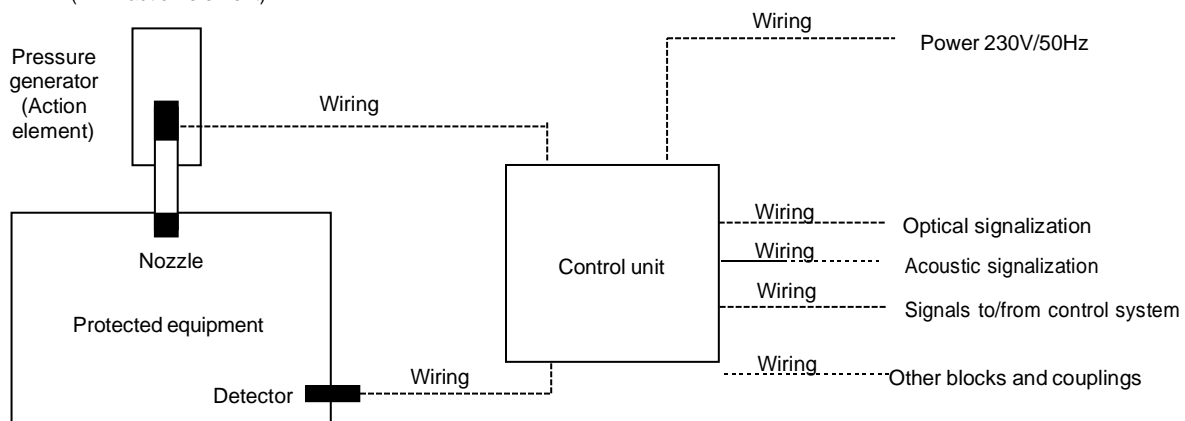 Wiring
Power 230V/50Hz
Pressure
generator
(Action
element)
Wiring
Wiring
Optical signalization
Nozzle
Control unit
Wiring
Acoustic signalization
Wiring
Signals to/from control system
Protected equipment
Wiring
Other blocks and couplings
Wiring
Detector